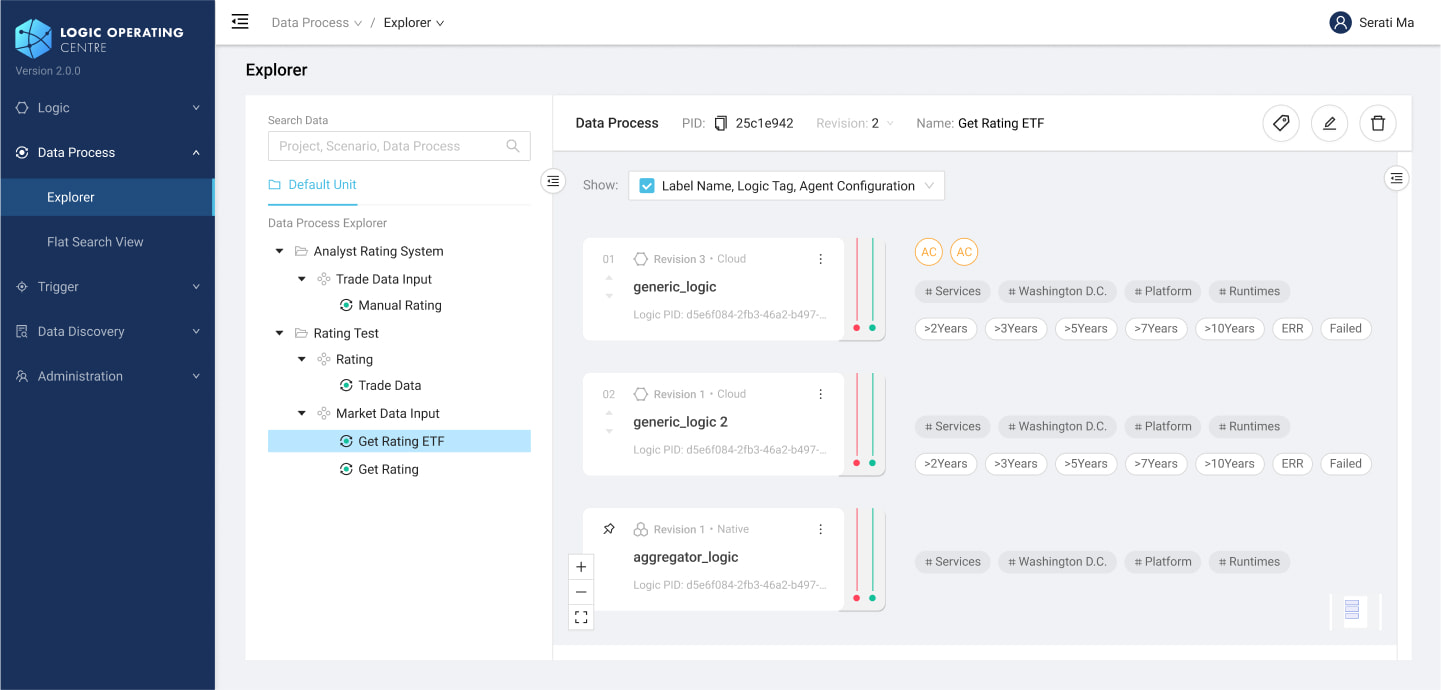 LOGIC OPERATING
CENTRE
Version 2.0.0
Logic
Data Process
Explorer
Flat Search View
Trigger
Data Discovery
Administration
Data Process / Explorer
Serati Ma
Explorer
Search Data
Project, Scenario, Data Process
Default Unit
Data Process Explorer
Analyst Rating System
Trade Data Input
Manual Rating
Rating Test
Rating
Trade Data
Market Data Input
Get Rating ETF
Get Rating
Data Process PID: 25c1e942 Revision: 2 Name: Get Rating ETF
Show: Label Name, Logic Tag, Agent Configuration
01 Revision 3 • Cloud
generic_logic
Logic PID: d5e6f084-2fb3-46a2-b497-...
AC AC
# Services # Washington D.C. # Platform # Runtimes
>2Years >3Years >5Years >7Years >10Years ERR Failed
02 Revision 1 • Cloud
generic_logic 2
Logic PID: d5e6f084-2fb3-46a2-b497-...
# Services # Washington D.C. # Platform # Runtimes
>2Years >3Years >5Years >7Years >10Years ERR Failed
Revision 1 • Native
aggregator_logic
Logic PID: d5e6f084-2fb3-46a2-b497-...
# Services # Washington D.C. # Platform # Runtimes